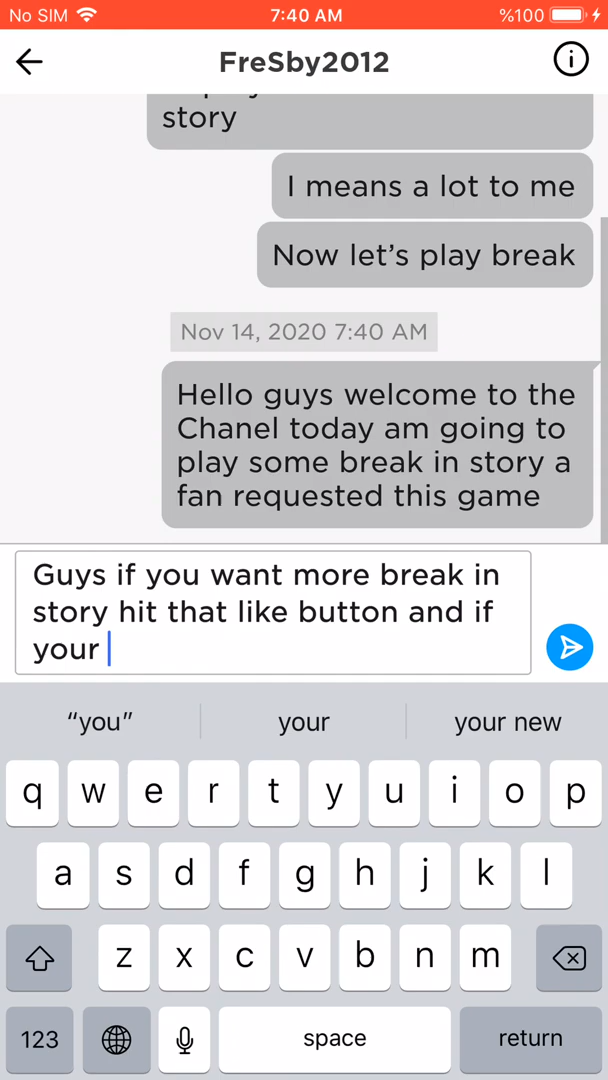 No SIM 7:40 AM %100
FreSby2012
story
I means a lot to me
Now let’s play break
Nov 14, 2020 7:40 AM
Hello guys welcome to the
Chanel today am going to
play some break in story a
fan requested this game
Guys if you want more break in
story hit that like button and if
your
“you” your your new
q w e r t y u i o p
a s d f g h j k l
z x c v b n m
123 space return